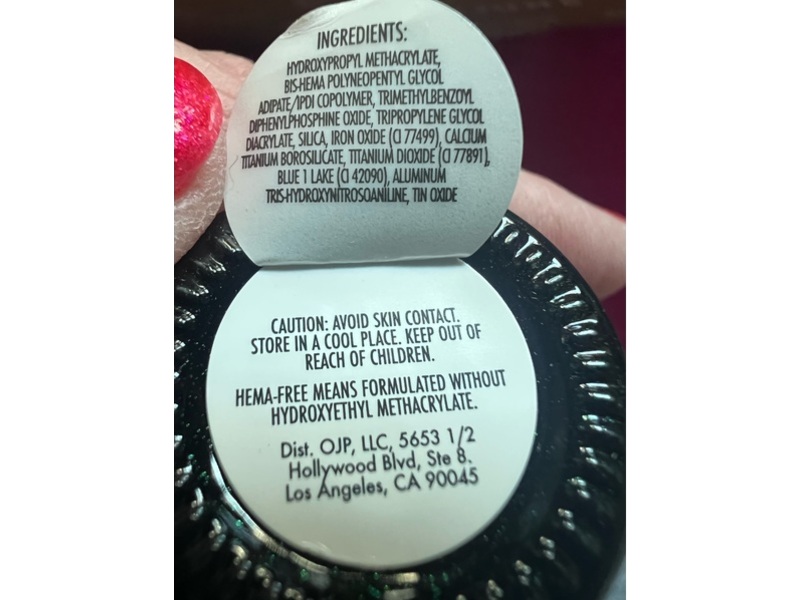 INGREDIENTS:
HYDROXYPROPYL METHACRYLATE,
BIS-HEMA POLYNEOPENTYL GLYCOL
ADIPATE/IPDI COPOLYMER, TRIMETHYLBENZOYL
DIPHENYLPHOSPHINE OXIDE, TRIPROPYLENE GLYCOL
DIACRYLATE, SILICA, IRON OXIDE (CI 77499), CALCIUM
TITANIUM BOROSILICATE, TITANIUM DIOXIDE (CI 77891),
BLUE 1 LAKE (CI 42090), ALUMINUM
TRIS-HYDROXYNITROSOANILINE, TIN OXIDE
CAUTION: AVOID SKIN CONTACT.
STORE IN A COOL PLACE. KEEP OUT OF
REACH OF CHILDREN.
HEMA-FREE MEANS FORMULATED WITHOUT
HYDROXYETHYL METHACRYLATE.
Dist. OJP, LLC, 5653 1/2
Hollywood Blvd, Ste 8.
Los Angeles, CA 90045